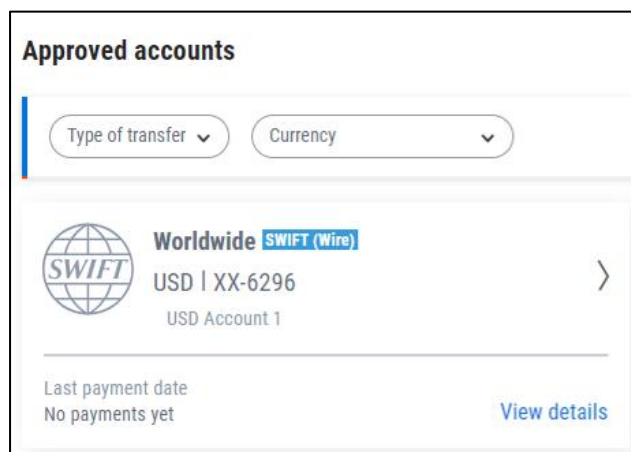 Approved accounts
Type of transfer
Currency
SWIFT
Worldwide SWIFT (Wire)
USD | XX-6296
USD Account 1
Last payment date
No payments yet
View details